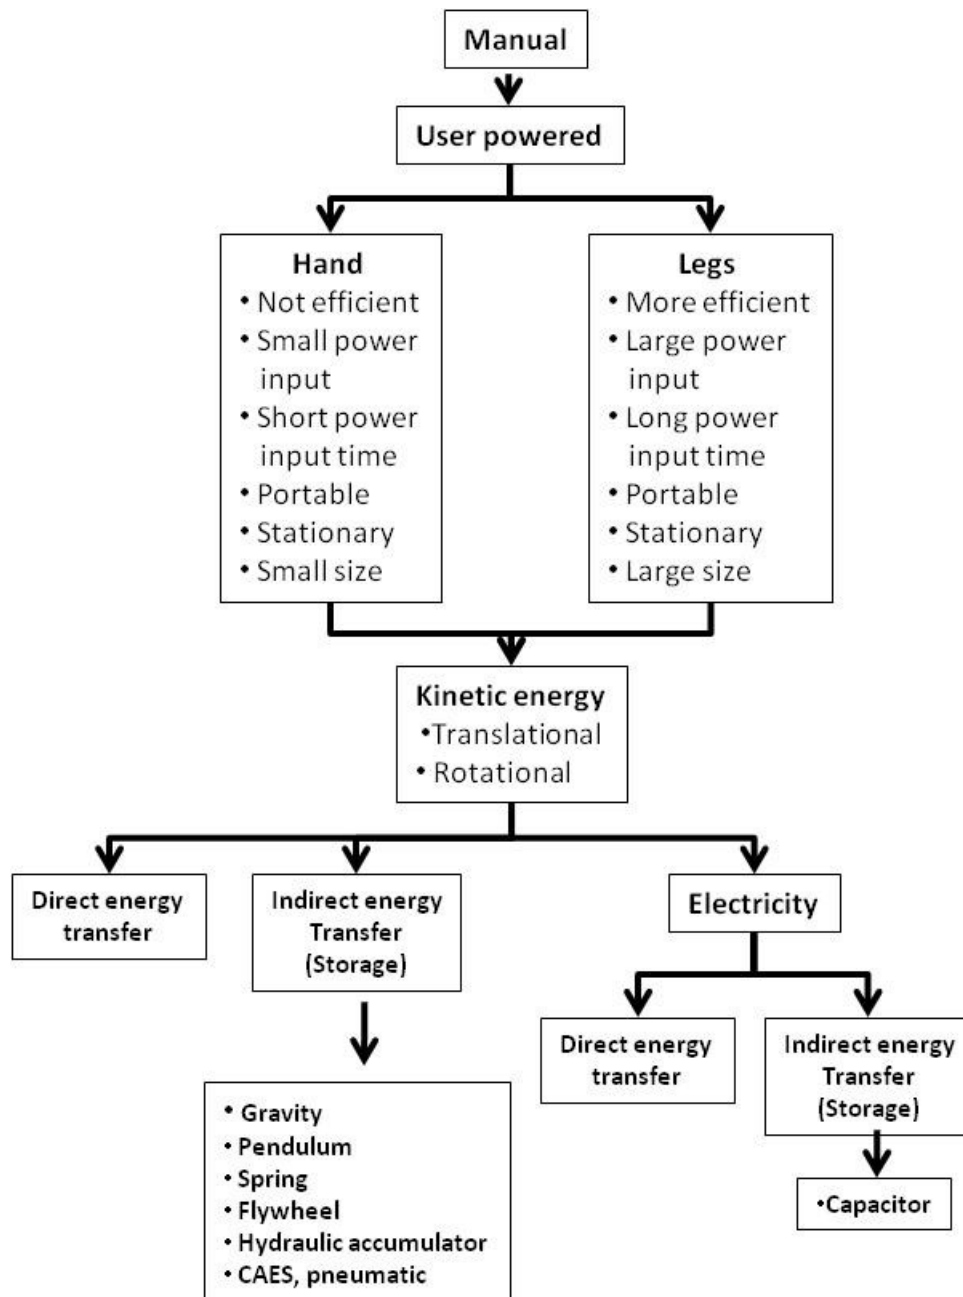 Manual
User powered
Hand
• Not efficient
• Small power
input
• Short power
input time
• Portable
• Stationary
• Small size
Legs
• More efficient
• Large power
input
• Long power
input time
• Portable
• Stationary
• Large size
Kinetic energy
•Translational
• Rotational
Direct energy
transfer
Indirect energy
Transfer
(Storage)
Electricity
• Gravity
• Pendulum
• Spring
• Flywheel
• Hydraulic accumulator
• CAES, pneumatic
Direct energy
transfer
Indirect energy
Transfer
(Storage)
•Capacitor